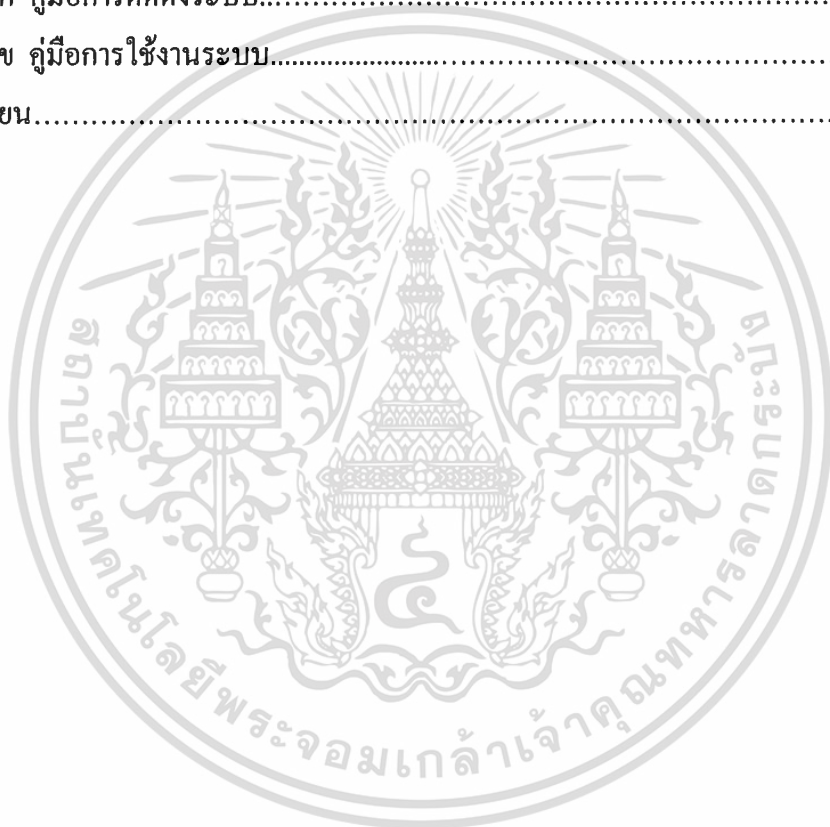 คู่มือการติดตั้งระบบ
ข คู่มือการใช้งานระบบ
ยน
สถาบันเทคโนโลยีพระจอมเกล้าเจ้าคุณทหารลาดกระบัง
๔